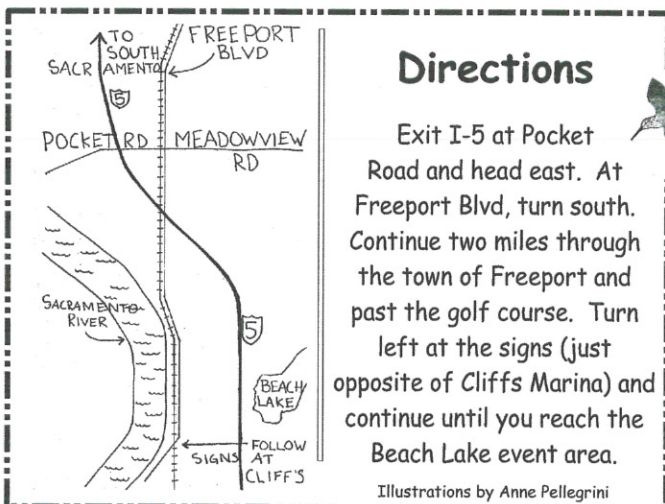 TO
SOUTH
SACRAMENTO
FREEPORT
BLVD
5
POCKET RD
MEADOWVIEW
RD
SACRAMENTO
RIVER
5
BEACH
LAKE
SIGNS
FOLLOW
AT
CLIFF'S
Directions
Exit I-5 at Pocket
Road and head east. At
Freeport Blvd, turn south.
Continue two miles through
the town of Freeport and
past the golf course. Turn
left at the signs (just
opposite of Cliffs Marina) and
continue until you reach the
Beach Lake event area.
Illustrations by Anne Pellegrini